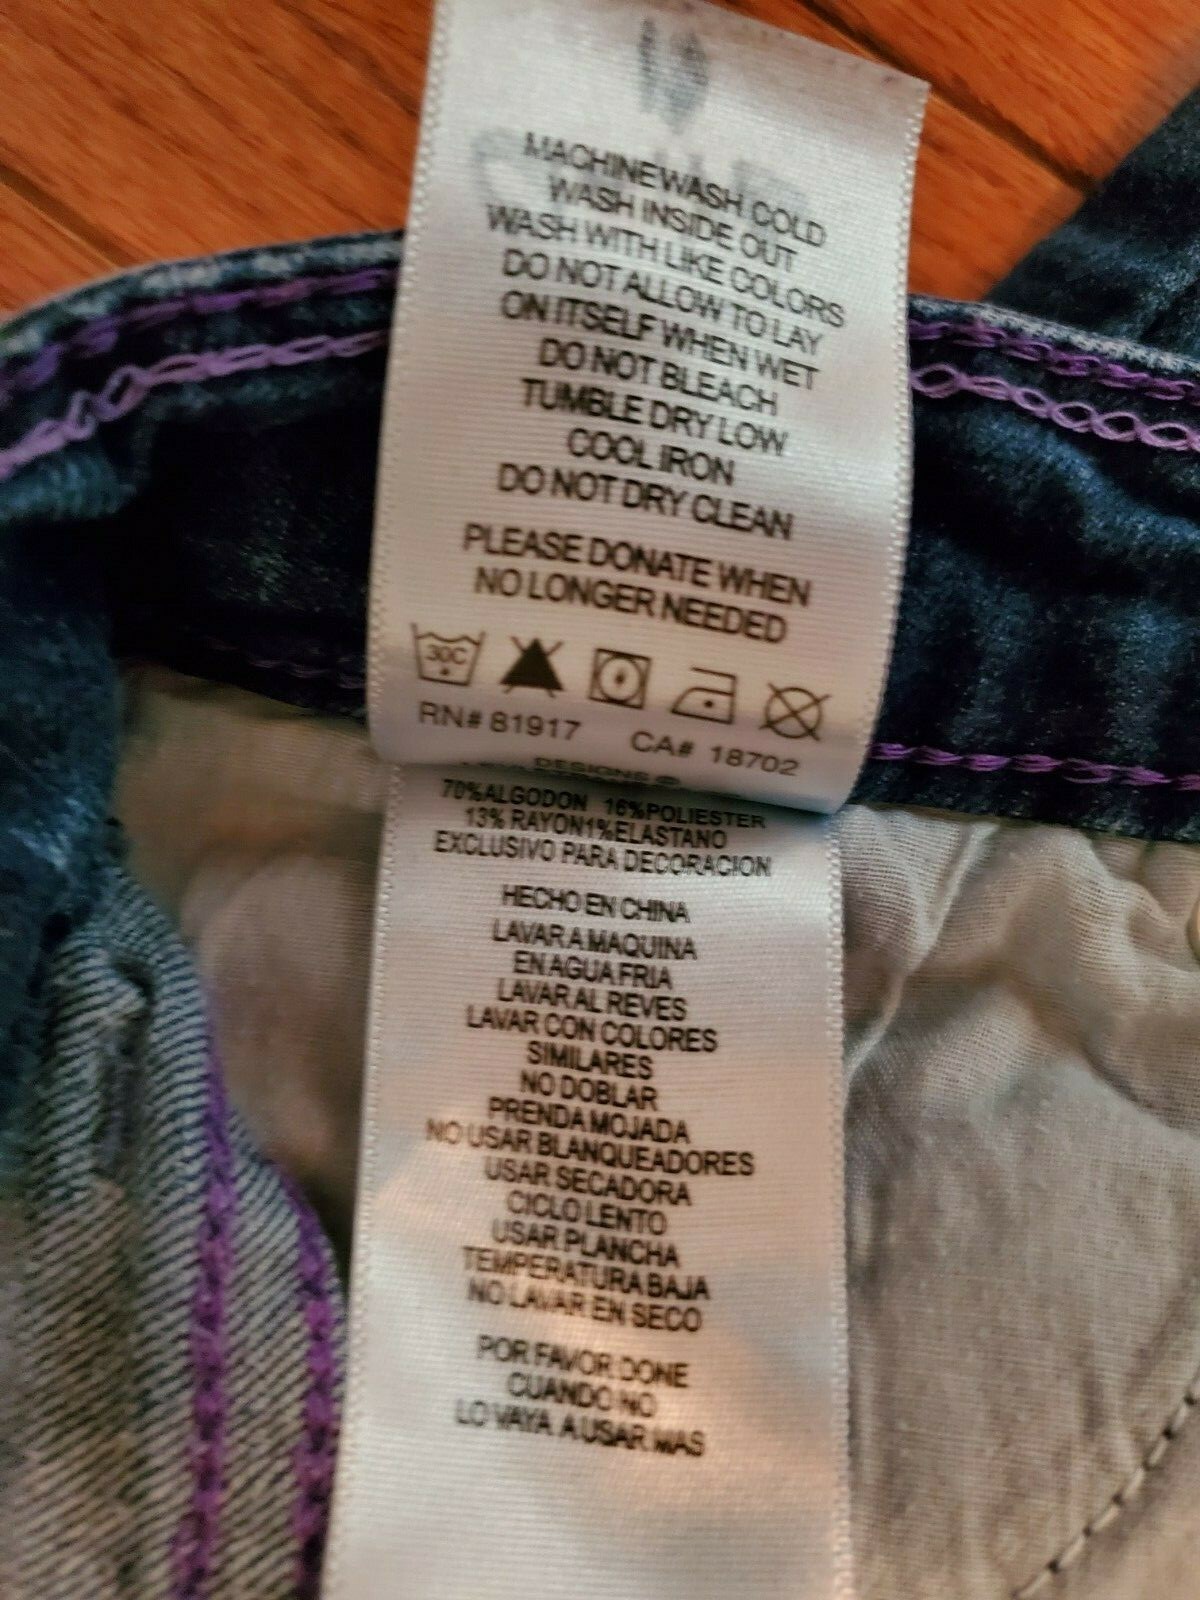 MACHINE WASH COLD
WASH INSIDE OUT
WASH WITH LIKE COLORS
DO NOT ALLOW TO LAY
ON ITSELF WHEN WET
DO NOT BLEACH
TUMBLE DRY LOW
COOL IRON
DO NOT DRY CLEAN
PLEASE DONATE WHEN
NO LONGER NEEDED
30C
RN# 81917 CA# 18702
DESIGNS
70%ALGODON 16%POLIESTER
13% RAYON1%ELASTANO
EXCLUSIVO PARA DECORACION
HECHO EN CHINA
LAVAR A MAQUINA
EN AGUA FRIA
LAVAR AL REVES
LAVAR CON COLORES
SIMILARES
NO DOBLAR
PRENDA MOJADA
NO USAR BLANQUEADORES
USAR SECADORA
CICLO LENTO
USAR PLANCHA
TEMPERATURA BAJA
NO LAVAR EN SECO
POR FAVOR DONE
CUANDO NO
LO VAYA A USAR MAS